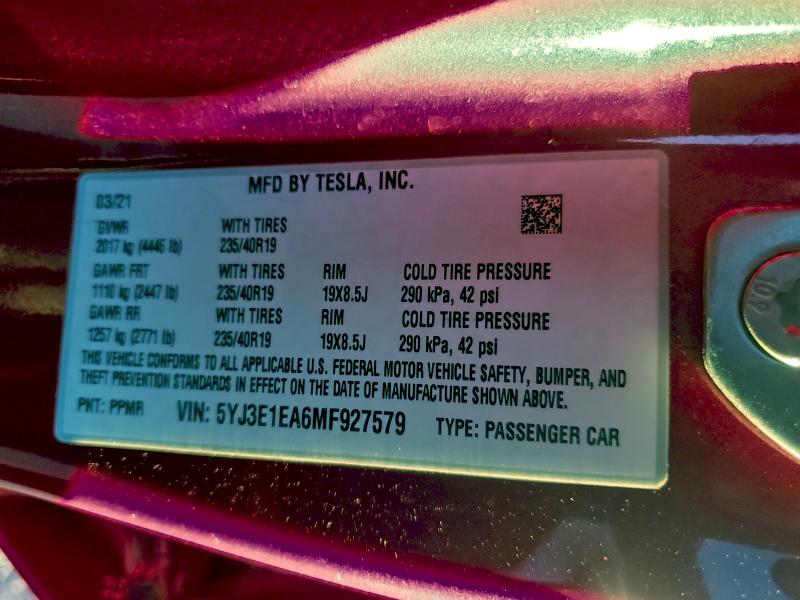 MFD BY TESLA, INC.
03/21
GVWR WITH TIRES
2017 kg (4446 lb) 235/40R19
GAWR FRT WITH TIRES RIM COLD TIRE PRESSURE
1110 kg (2447 lb) 235/40R19 19X8.5J 290 kPa, 42 psi
GAWR RR WITH TIRES RIM COLD TIRE PRESSURE
1257 kg (2771 lb) 235/40R19 19X8.5J 290 kPa, 42 psi
THIS VEHICLE CONFORMS TO ALL APPLICABLE U.S. FEDERAL MOTOR VEHICLE SAFETY, BUMPER, AND
THEFT PREVENTION STANDARDS IN EFFECT ON THE DATE OF MANUFACTURE SHOWN ABOVE.
PNT: PPMR VIN: 5YJ3E1EA6MF927579 TYPE: PASSENGER CAR
10.9